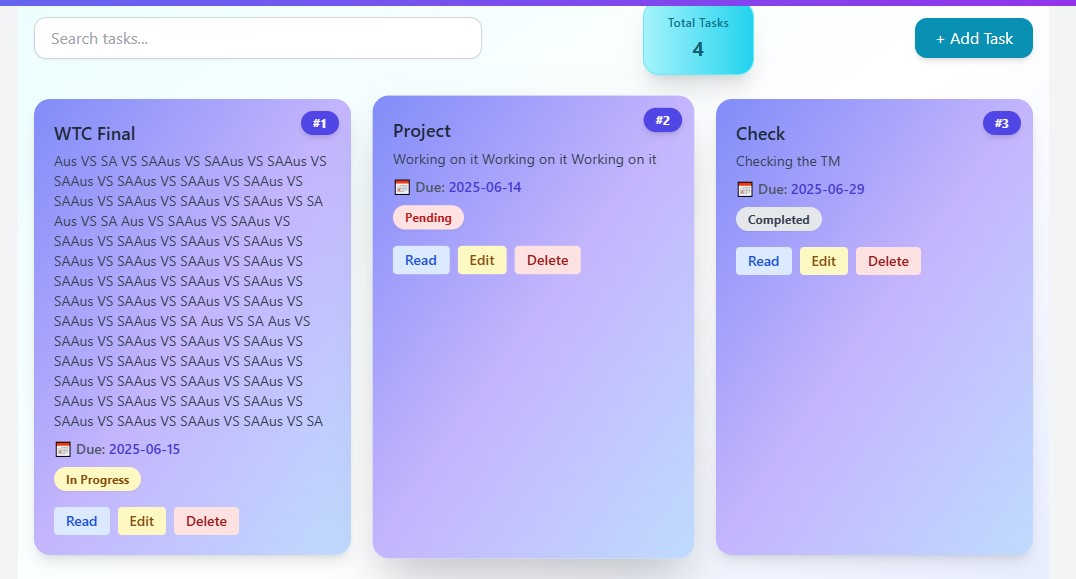 Search tasks...
Total Tasks
4
+ Add Task
#1
WTC Final
Aus VS SA VS SAAus VS SAAus VS SAAus VS
SAAus VS SAAus VS SAAus VS SAAus VS
SAAus VS SAAus VS SAAus VS SAAus VS SA
Aus VS SA Aus VS SAAus VS SAAus VS
SAAus VS SAAus VS SAAus VS SAAus VS
SAAus VS SAAus VS SAAus VS SAAus VS
SAAus VS SAAus VS SAAus VS SAAus VS
SAAus VS SAAus VS SAAus VS SAAus VS
SAAus VS SAAus VS SA Aus VS SA Aus VS
SAAus VS SAAus VS SAAus VS SAAus VS
SAAus VS SAAus VS SAAus VS SAAus VS
SAAus VS SAAus VS SAAus VS SAAus VS
SAAus VS SAAus VS SAAus VS SAAus VS
SAAus VS SAAus VS SAAus VS SAAus VS SA
Due: 2025-06-15
In Progress
Read Edit Delete
#2
Project
Working on it Working on it Working on it
Due: 2025-06-14
Pending
Read Edit Delete
#3
Check
Checking the TM
Due: 2025-06-29
Completed
Read Edit Delete